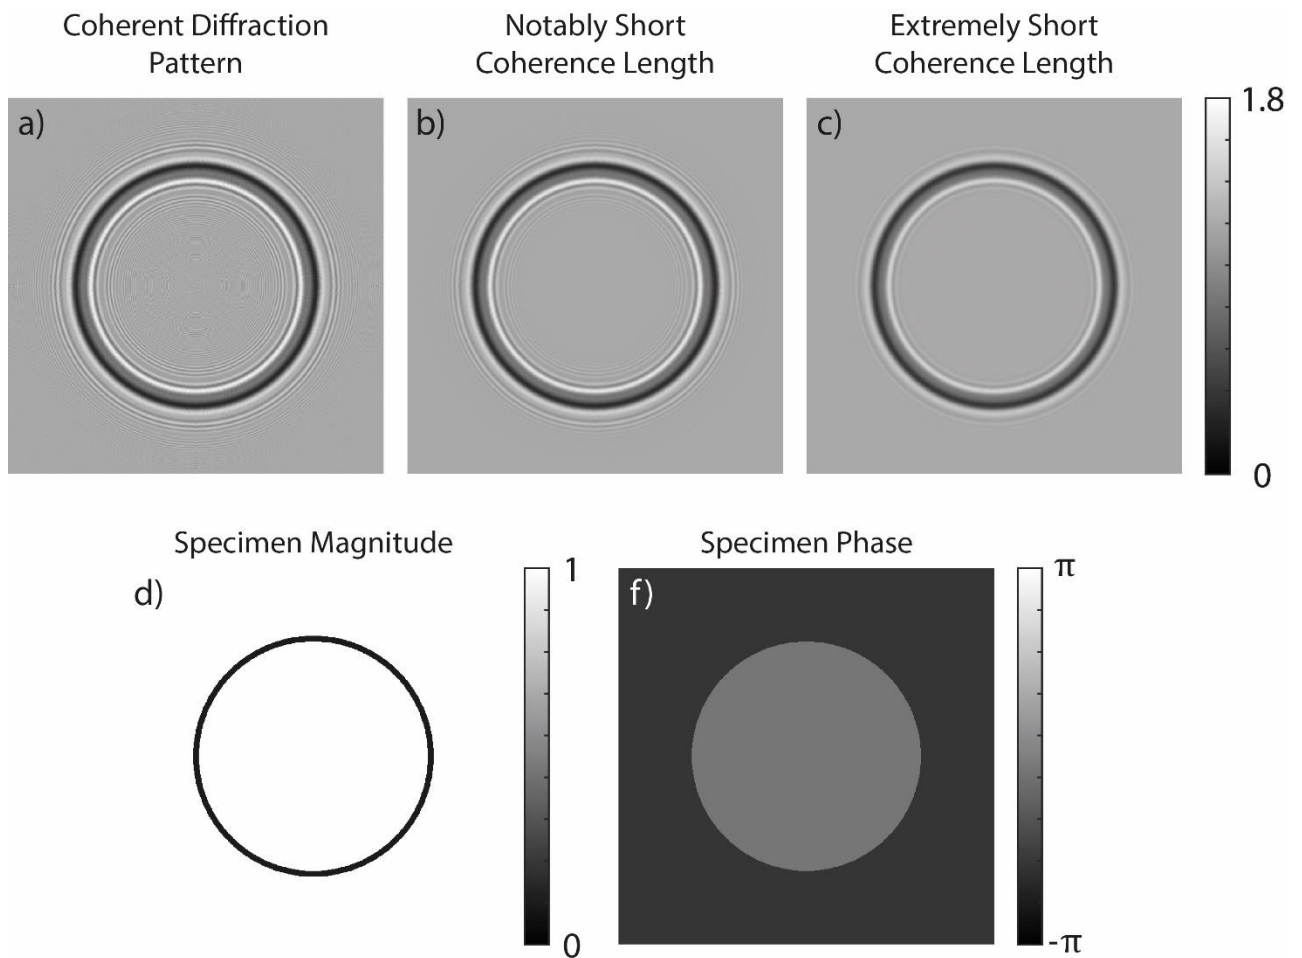 Coherent Diffraction
Pattern
Notably Short
Coherence Length
Extremely Short
Coherence Length
a)
b)
c)
1.8
0
Specimen Magnitude
Specimen Phase
d)
1
0
f)
π
-π